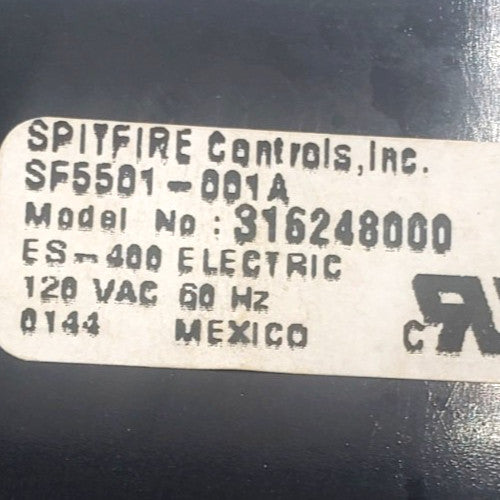 SPITFIRE Controls, Inc.
SF5501-001A
Model No: 316248000
ES-400 ELECTRIC
120 VAC 60 Hz
0144 MEXICO
C